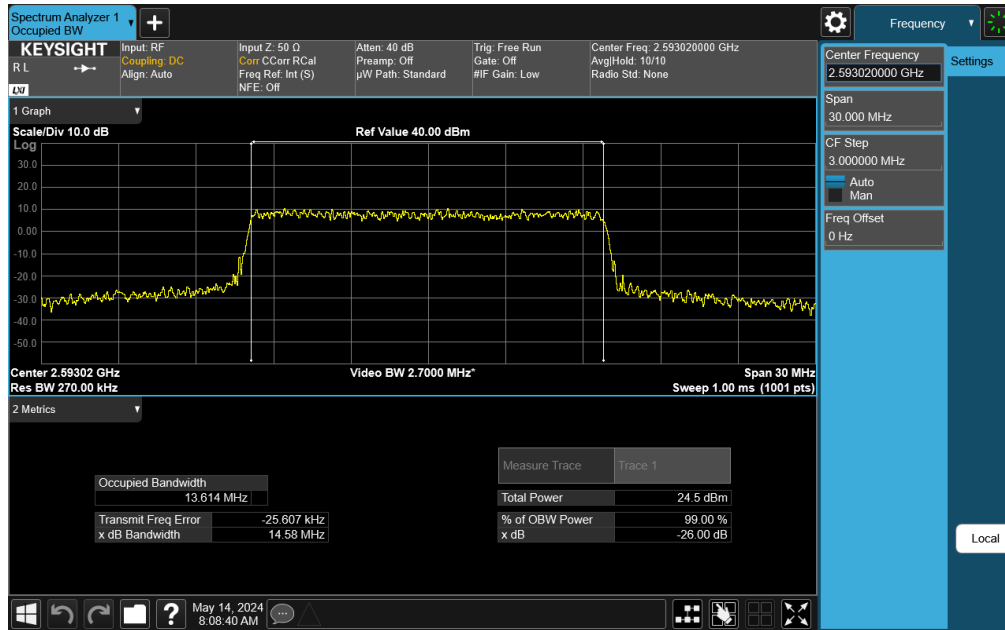 Spectrum Analyzer 1
Occupied BW
Frequency
KEYSIGHT
R L
LXI
Input: RF
Coupling: DC
Align: Auto
Input Z: 50 Ω
Corr CCorr RCal
Freq Ref: Int (S)
NFE: Off
Atten: 40 dB
Preamp: Off
µW Path: Standard
Trig: Free Run
Gate: Off
#IF Gain: Low
Center Freq: 2.593020000 GHz
Avg|Hold: 10/10
Radio Std: None
Center Frequency
2.593020000 GHz
Settings
Span
30.000 MHz
CF Step
3.000000 MHz
Auto
Man
Freq Offset
0 Hz
Local
1 Graph
Scale/Div 10.0 dB
Ref Value 40.00 dBm
Log
30.0
20.0
10.0
0.00
-10.0
-20.0
-30.0
-40.0
-50.0
Center 2.59302 GHz
Video BW 2.7000 MHz*
Span 30 MHz
Res BW 270.00 kHz
Sweep 1.00 ms (1001 pts)
2 Metrics
Measure Trace
Trace 1
Occupied Bandwidth
13.614 MHz
Total Power
24.5 dBm
Transmit Freq Error
-25.607 kHz
% of OBW Power
99.00 %
x dB Bandwidth
14.58 MHz
x dB
-26.00 dB
?
May 14, 2024
8:08:40 AM